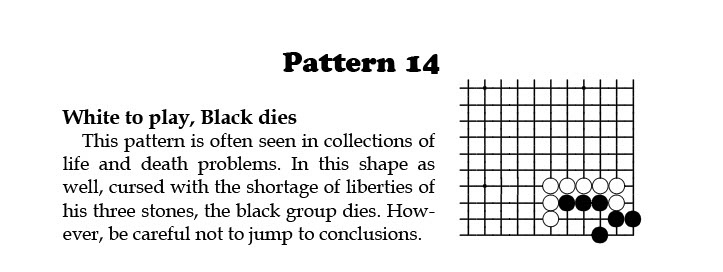 Pattern 14
White to play, Black dies
This pattern is often seen in collections of
life and death problems. In this shape as
well, cursed with the shortage of liberties of
his three stones, the black group dies. How-
ever, be careful not to jump to conclusions.